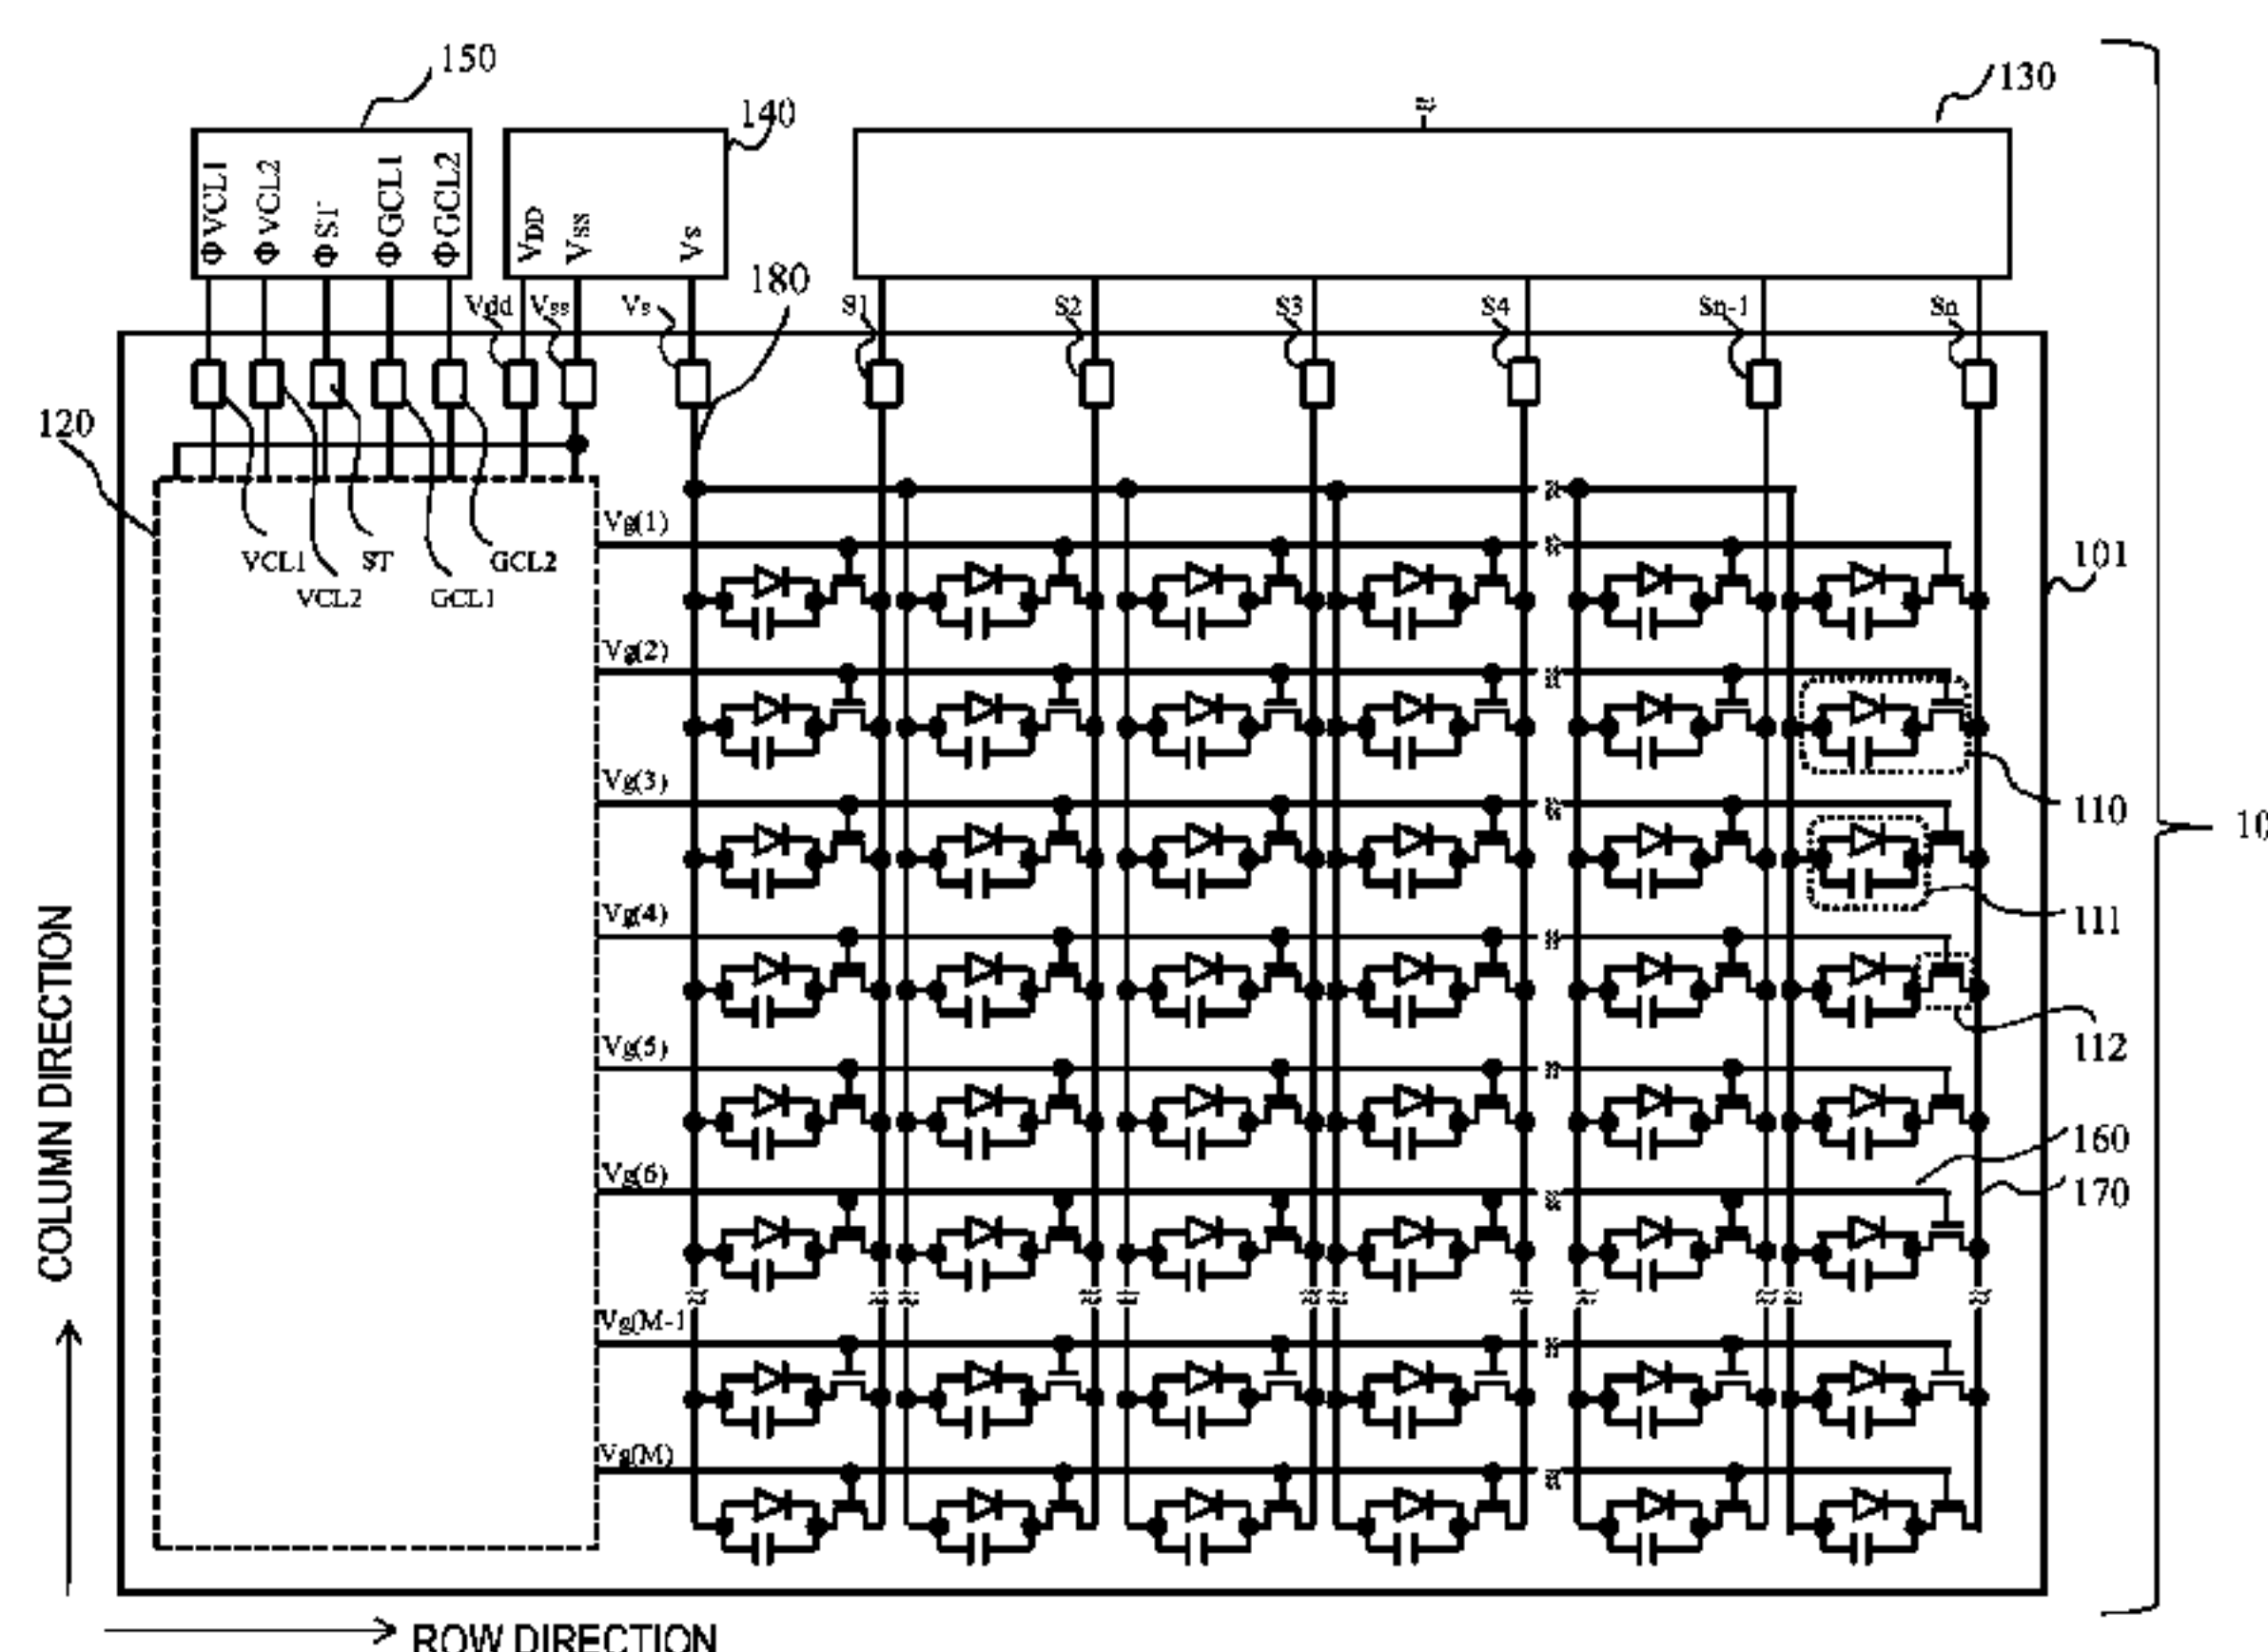 150
140
130
ΦVCL1
ΦVCL2
ΦST
ΦGCL1
ΦGCL2
VDD
VSS
VS
180
Vdd
Vss
Vs
S1
S2
S3
S4
Sn-1
Sn
120
VCL1
VCL2
ST
GCL1
GCL2
Vg(1)
101
Vg(2)
Vg(3)
110
Vg(4)
111
Vg(5)
112
Vg(6)
160
170
Vg(M-1
Vg(M)
10
COLUMN DIRECTION
ROW DIRECTION